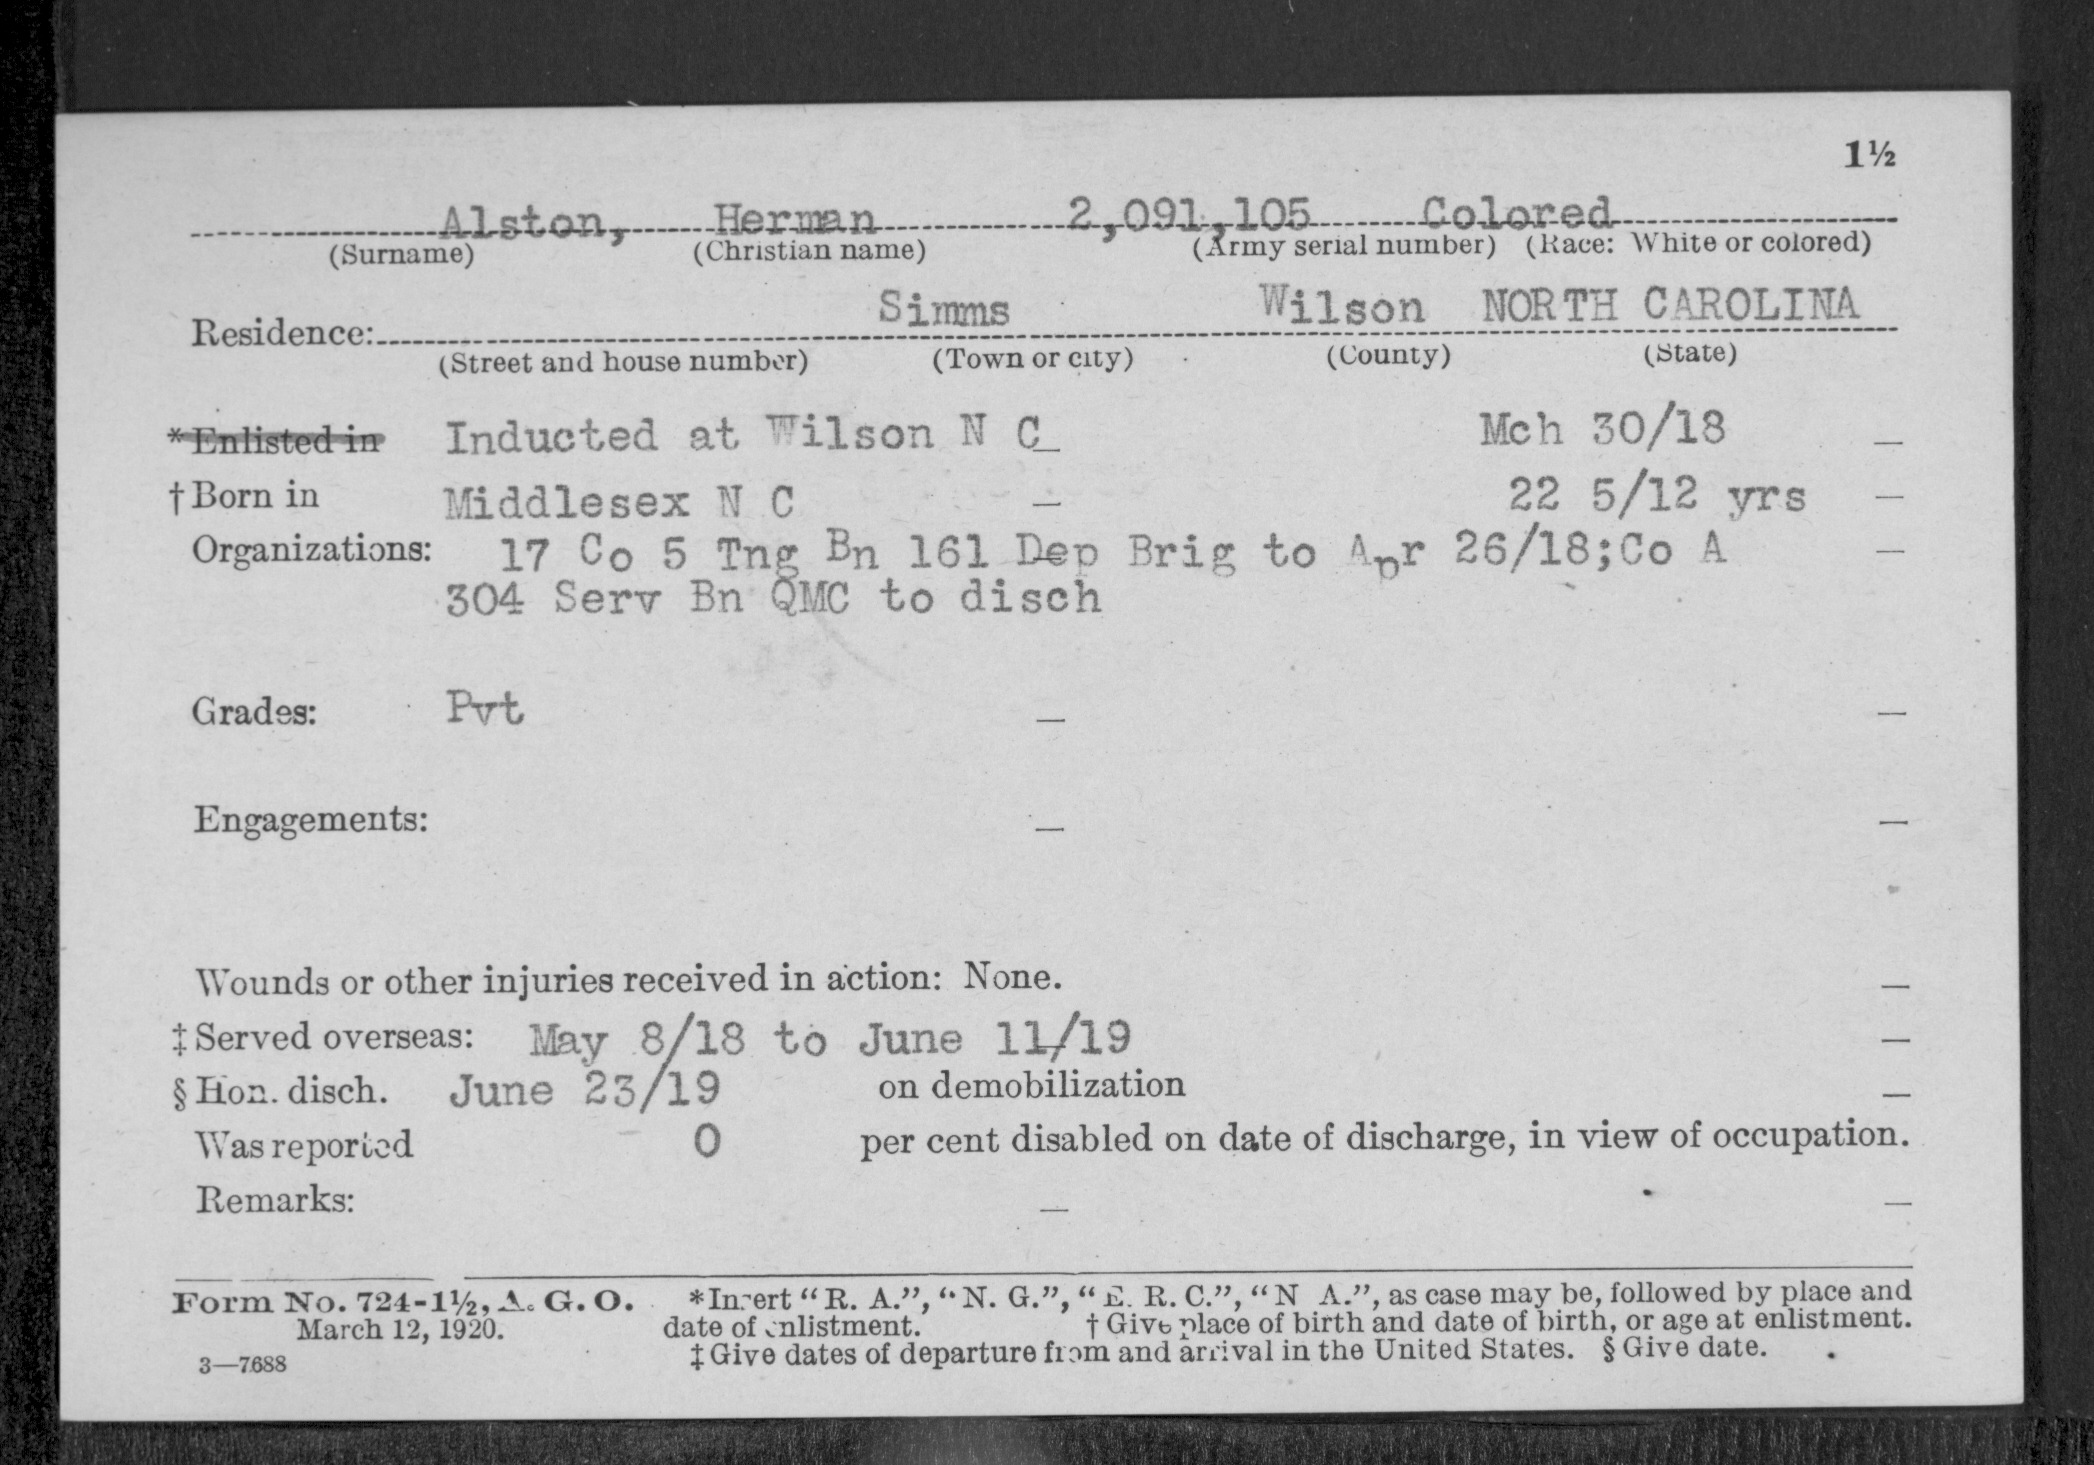 1½
Alston, Herman 2,091,105 Colored
(Surname) (Christian name) (Army serial number) (Race: White or colored)
Simms Wilson NORTH CAROLINA
Residence:
(Street and house number) (Town or city) (County) (State)
*Enlisted in Inducted at Wilson N C Mch 30/18
†Born in Middlesex N C 22 5/12 yrs
Organizations: 17 Co 5 Tng Bn 161 Dep Brig to Apr 26/18;Co A
304 Serv Bn QMC to disch
Grades: Pvt
Engagements:
Wounds or other injuries received in action: None.
‡Served overseas: May 8/18 to June 11/19
§Hon. disch. June 23/19 on demobilization
Was reported 0 per cent disabled on date of discharge, in view of occupation.
Remarks:
Form No. 724-1½, A. G. O. *Insert "R. A.", "N. G.", "E. R. C.", "N A.", as case may be, followed by place and
March 12, 1920. date of enlistment. †Give place of birth and date of birth, or age at enlistment.
3—7688 ‡Give dates of departure from and arrival in the United States. §Give date.